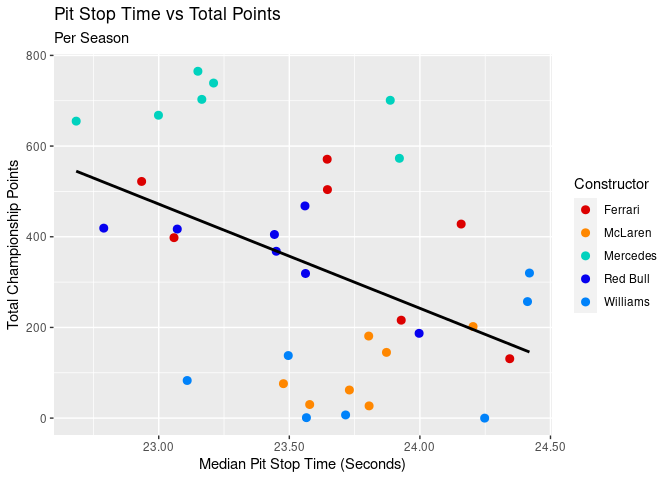 Pit Stop Time vs Total Points
Per Season
800
600
400
200
0
Total Championship Points
23.00
23.50
24.00
24.50
Median Pit Stop Time (Seconds)
Constructor
Ferrari
McLaren
Mercedes
Red Bull
Williams